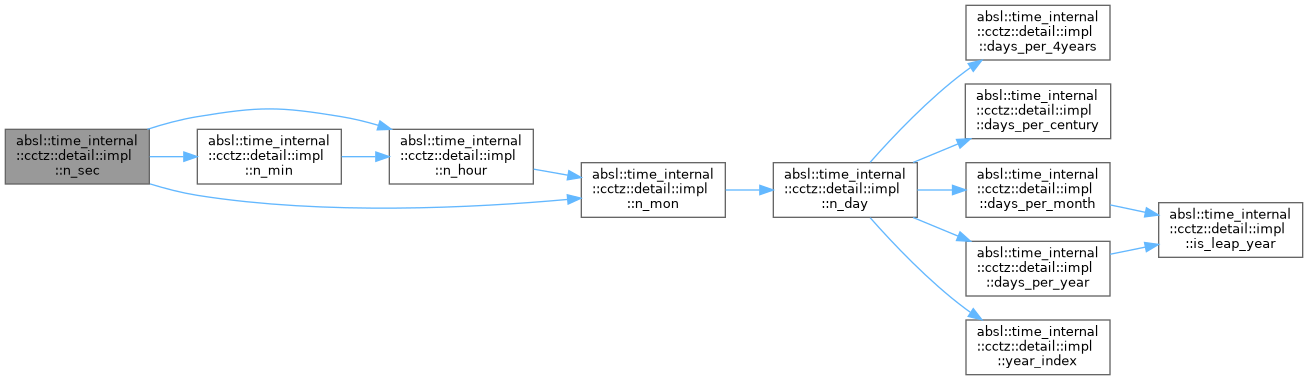 absl::time_internal
::cctz::detail::impl
::n_sec
absl::time_internal
::cctz::detail::impl
::n_min
absl::time_internal
::cctz::detail::impl
::n_hour
absl::time_internal
::cctz::detail::impl
::n_mon
absl::time_internal
::cctz::detail::impl
::n_day
absl::time_internal
::cctz::detail::impl
::days_per_4years
absl::time_internal
::cctz::detail::impl
::days_per_century
absl::time_internal
::cctz::detail::impl
::days_per_month
absl::time_internal
::cctz::detail::impl
::days_per_year
absl::time_internal
::cctz::detail::impl
::year_index
absl::time_internal
::cctz::detail::impl
::is_leap_year